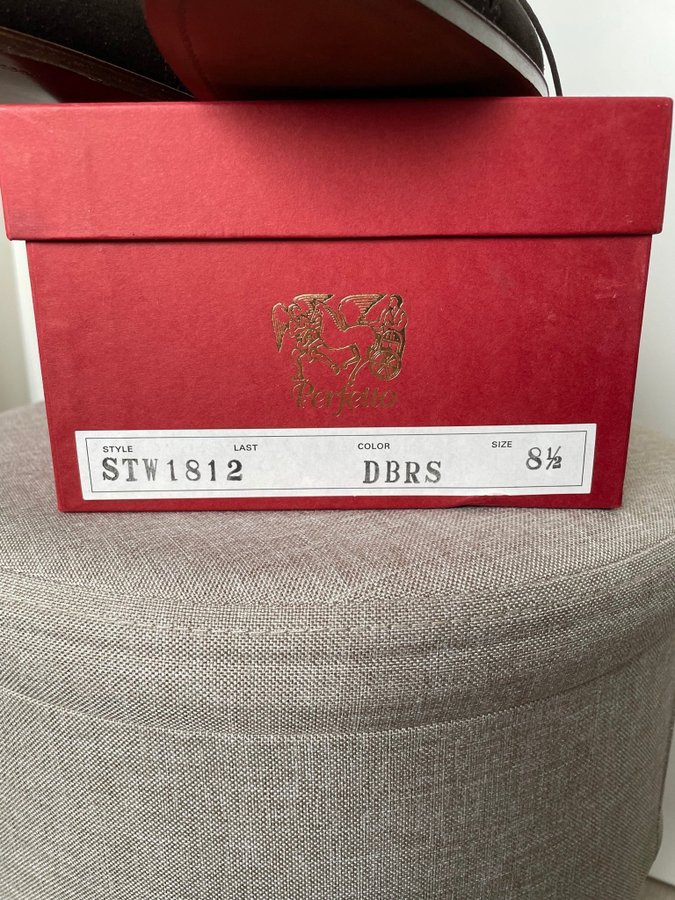 Perfetto
STYLE LAST COLOR SIZE
STW1812 DBRS 8½